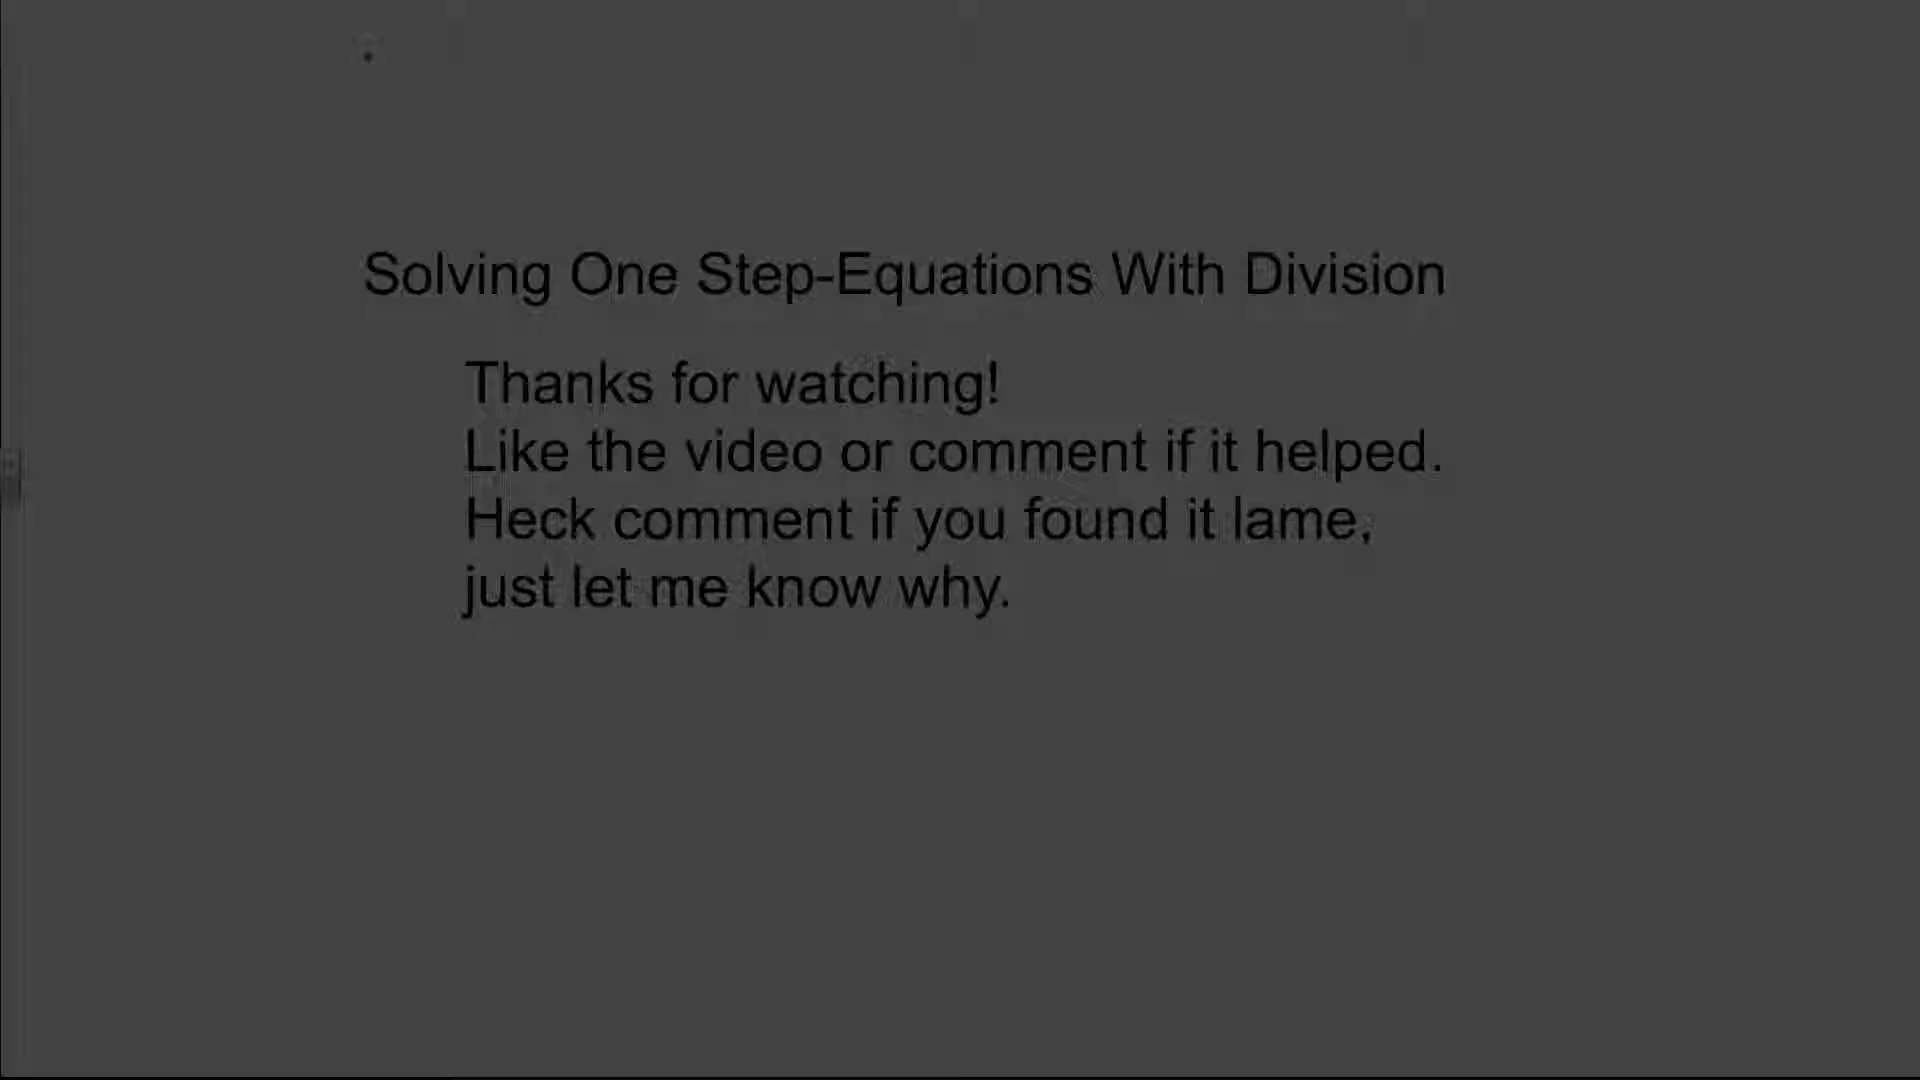 Solving One Step-Equations With Division
Thanks for watching!
Like the video or comment if it helped.
Heck comment if you found it lame,
just let me know why.